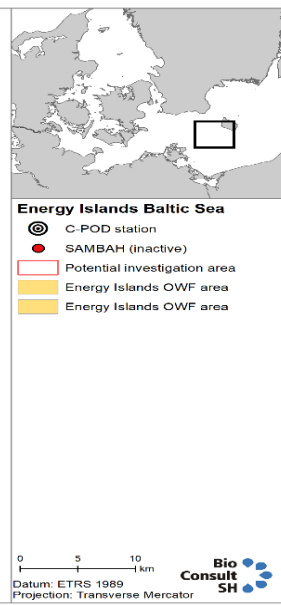 Energy Islands Baltic Sea
C-POD station
SAMBAH (inactive)
Potential investigation area
Energy Islands OWF area
Energy Islands OWF area
0 5 10
km
Bio
Consult
SH
Datum: ETRS 1989
Projection: Transverse Mercator